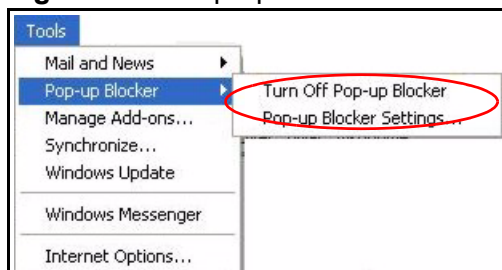 Tools
Mail and News
Pop-up Blocker
Turn Off Pop-up Blocker
Manage Add-ons...
Pop-up Blocker Settings...
Synchronize...
Windows Update
Windows Messenger
Internet Options...